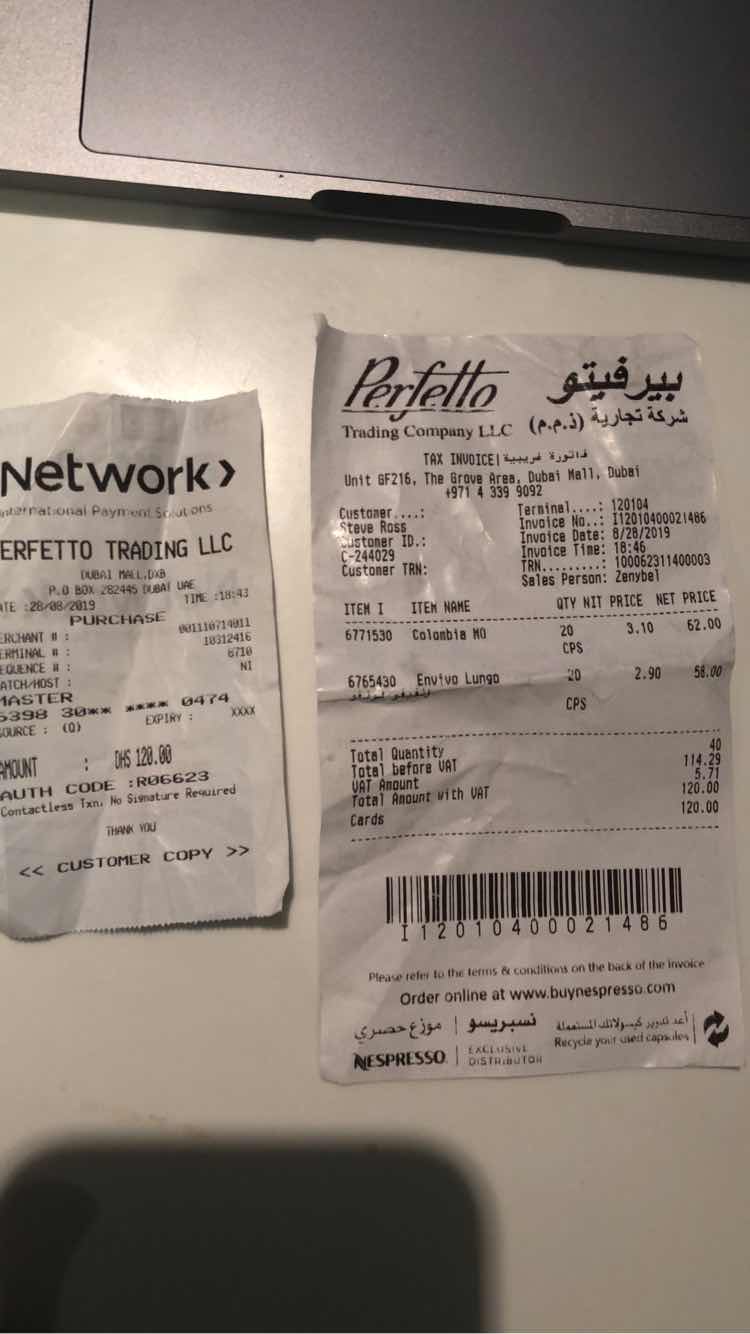 Network>
International Payment Solutions
ERFETTO TRADING LLC
DUBAI MALL,DXB
P.O BOX 282445 DUBAI UAE
ATE :28/08/2019 TIME :18:43
PURCHASE
ERCHANT # : 001110714011
ERMINAL # : 10312416
EQUENCE # : 6710
ATCH/HOST : NI
MASTER
5398 30** **** 0474
SOURCE : (Q) EXPIRY : XXXX
AMOUNT : DHS 120.00
AUTH CODE :R06623
Contactless Txn. No Signature Required
THANK YOU
<< CUSTOMER COPY >>
Perfetto بيرفيتو
Trading Company LLC شركة تجارية (ذ.م.م)
TAX INVOICE| فاتورة ضريبية
Unit GF216, The Grove Area, Dubai Mall, Dubai
+971 4 339 9092
Customer....: Terminal....: 120104
Steve Ross Invoice No..: I12010400021486
Customer ID.: Invoice Date: 8/28/2019
C-244029 Invoice Time: 18:46
Customer TRN: TRN.........: 100062311400003
Sales Person: Zenybel
ITEM I ITEM NAME QTY NIT PRICE NET PRICE
6771530 Colombia MO 20 3.10 62.00
CPS
6765430 Envivo Lungo 20 2.90 58.00
CPS
Total Quantity 40
Total before VAT 114.29
VAT Amount 5.71
Total Amount with VAT 120.00
Cards 120.00
I12010400021486
Please refer to the terms & conditions on the back of the invoice
Order online at www.buynespresso.com
نسبريسو | موزع حصري
أعد تدوير كبسولاتك المستعملة
NESPRESSO | EXCLUSIVE DISTRIBUTOR
Recycle your used capsules